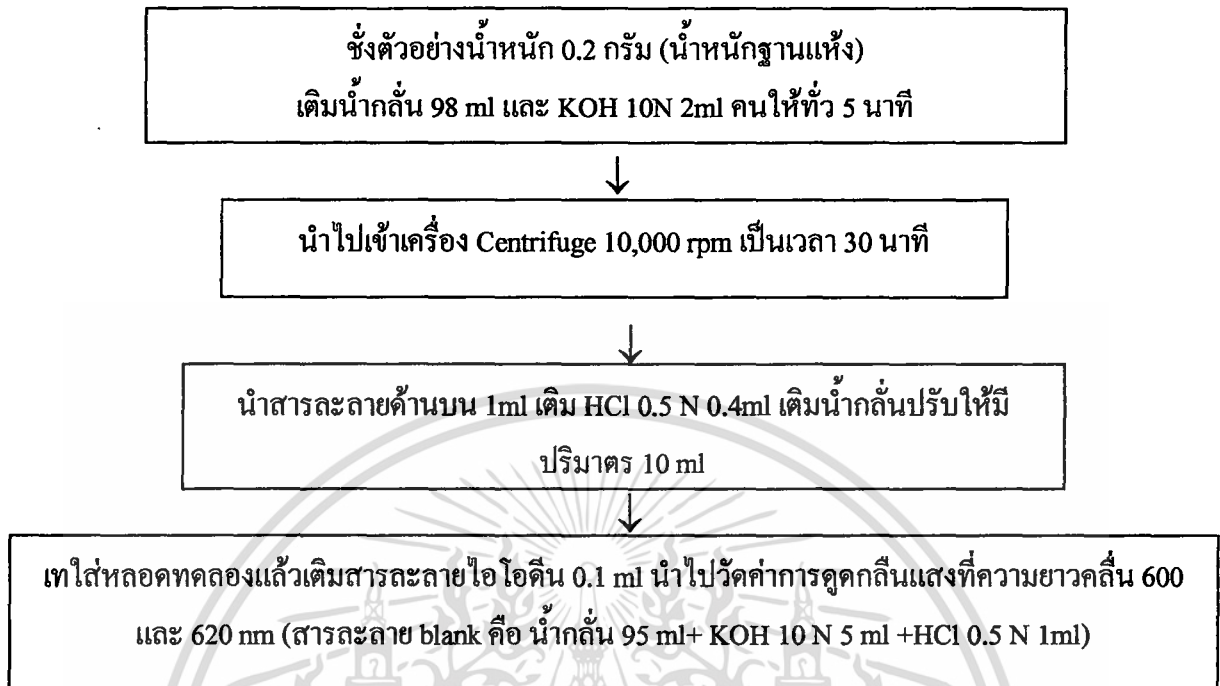 ชั่งตัวอย่างน้ำหนัก 0.2 กรัม (น้ำหนักฐานแห้ง)
เติมน้ำกลั่น 98 ml และ KOH 10N 2ml คนให้ทั่ว 5 นาที
นำไปเข้าเครื่อง Centrifuge 10,000 rpm เป็นเวลา 30 นาที
นำสารละลายด้านบน 1ml เติม HCl 0.5 N 0.4ml เติมน้ำกลั่นปรับให้มี
ปริมาตร 10 ml
เทใส่หลอดทดลองแล้วเติมสารละลายไอโอดีน 0.1 ml นำไปวัดค่าการดูดกลืนแสงที่ความยาวคลื่น 600
และ 620 nm (สารละลาย blank คือ น้ำกลั่น 95 ml+ KOH 10 N 5 ml +HCl 0.5 N 1ml)